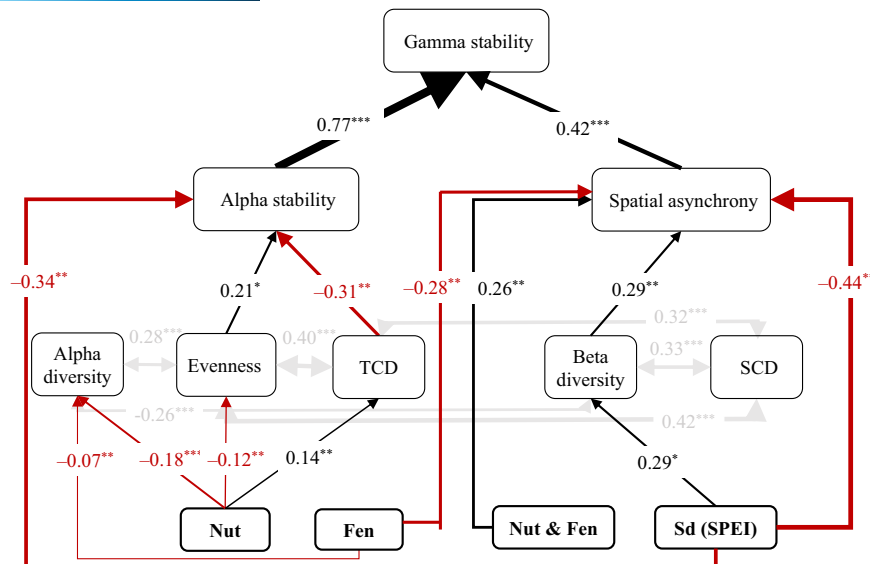 Gamma stability
0.77***
0.42***
Alpha stability
Spatial asynchrony
–0.34**
0.21*
–0.31**
–0.28**
0.26**
0.29**
–0.44**
0.28***
0.40***
0.32***
0.33***
Alpha
diversity
Evenness
TCD
Beta
diversity
SCD
-0.26***
0.42***
–0.07**
–0.18***
–0.12**
0.14**
0.29*
Nut
Fen
Nut & Fen
Sd (SPEI)